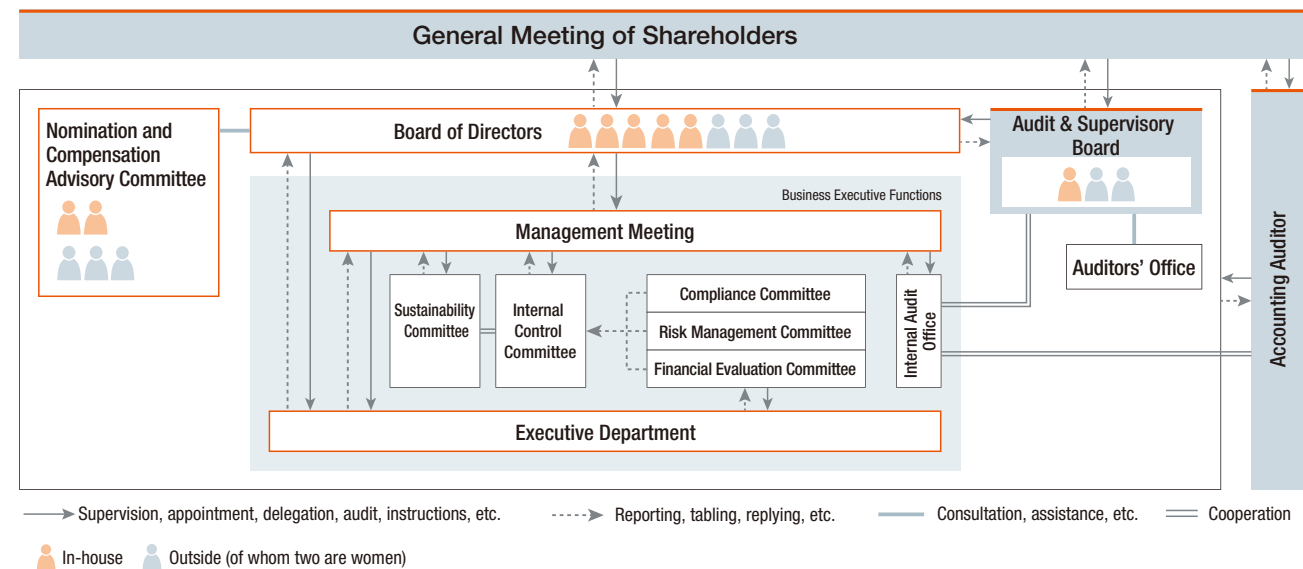 General Meeting of Shareholders
Nomination and
Compensation
Advisory Committee
Board of Directors
Audit & Supervisory
Board
Business Executive Functions
Management Meeting
Auditors’ Office
Accounting Auditor
Sustainability
Committee
Internal
Control
Committee
Compliance Committee
Risk Management Committee
Financial Evaluation Committee
Internal Audit
Office
Executive Department
Supervision, appointment, delegation, audit, instructions, etc.
Reporting, tabling, replying, etc.
Consultation, assistance, etc.
Cooperation
In-house
Outside (of whom two are women)